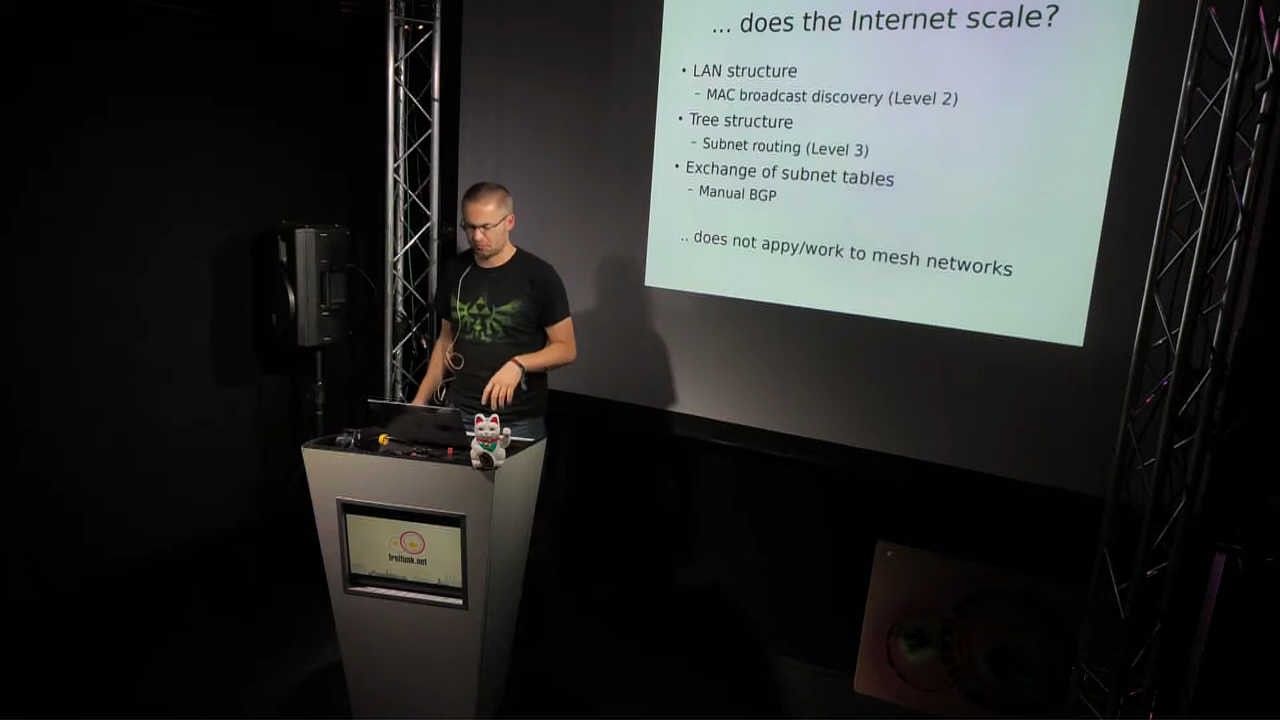 ... does the Internet scale?
• LAN structure
– MAC broadcast discovery (Level 2)
• Tree structure
– Subnet routing (Level 3)
• Exchange of subnet tables
– Manual BGP
.. does not appy/work to mesh networks
freifunk.net